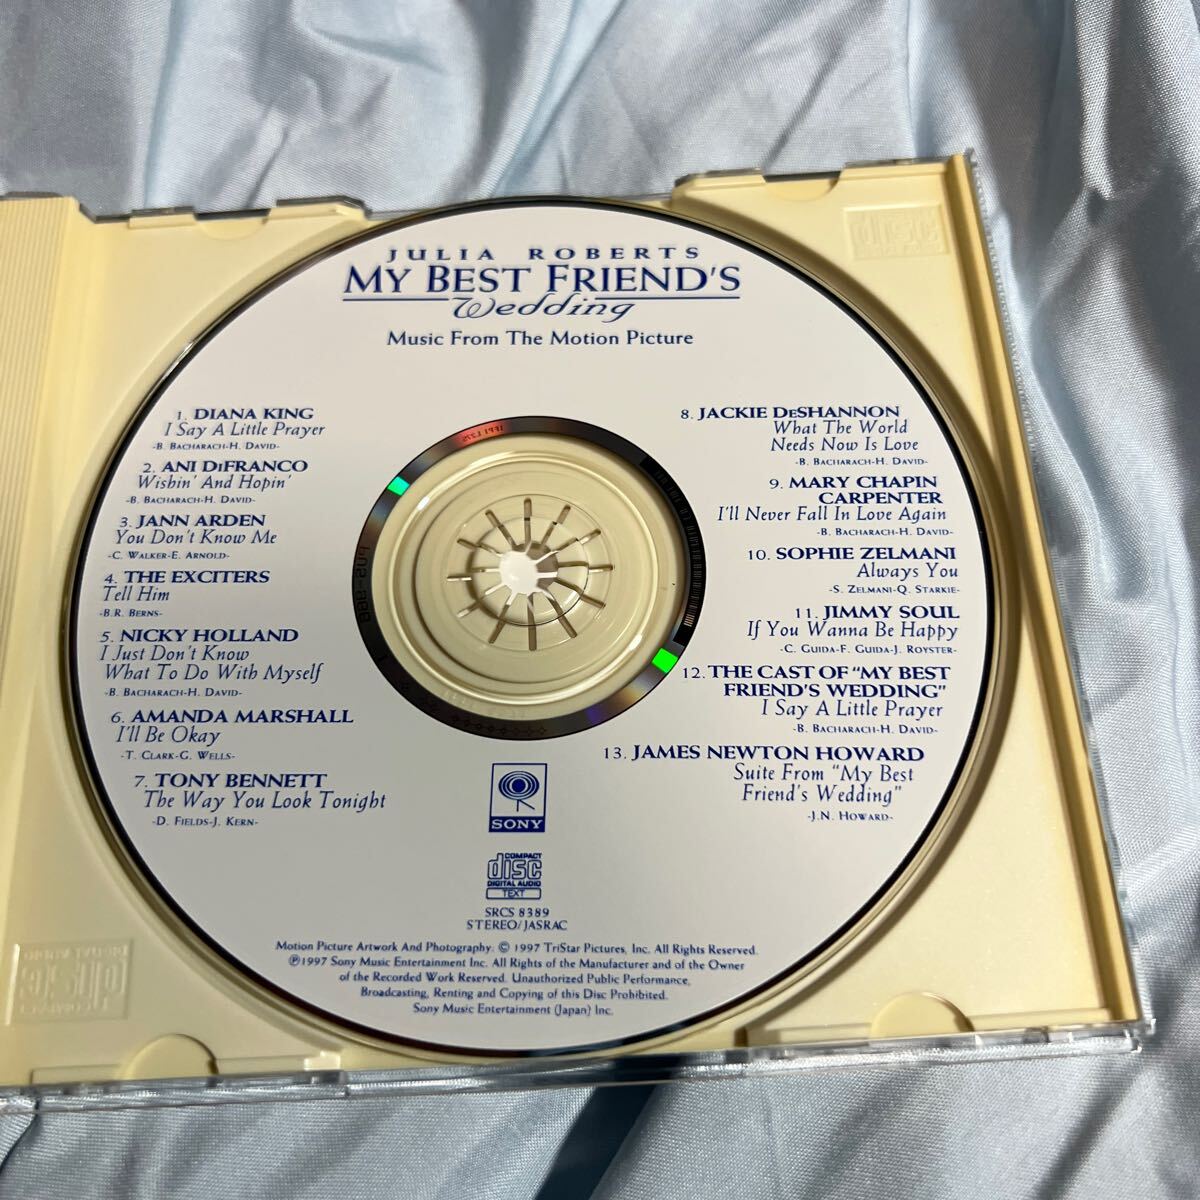 JULIA ROBERTS
MY BEST FRIEND'S
Wedding
Music From The Motion Picture
1. DIANA KING
I Say A Little Prayer
-B. BACHARACH-H. DAVID-
2. ANI DiFRANCO
Wishin' And Hopin'
-B. BACHARACH-H. DAVID-
3. JANN ARDEN
You Don't Know Me
-C. WALKER-E. ARNOLD-
4. THE EXCITERS
Tell Him
-B.R. BERNS-
5. NICKY HOLLAND
I Just Don't Know
What To Do With Myself
-B. BACHARACH-H. DAVID-
6. AMANDA MARSHALL
I'll Be Okay
-T. CLARK-G. WELLS-
7. TONY BENNETT
The Way You Look Tonight
-D. FIELDS-J. KERN-
8. JACKIE DeSHANNON
What The World
Needs Now Is Love
-B. BACHARACH-H. DAVID-
9. MARY CHAPIN
CARPENTER
I'll Never Fall In Love Again
-B. BACHARACH-H. DAVID-
10. SOPHIE ZELMANI
Always You
-S. ZELMANI-Q. STARKIE-
11. JIMMY SOUL
If You Wanna Be Happy
-C. GUIDA-F. GUIDA-J. ROYSTER-
12. THE CAST OF "MY BEST
FRIEND'S WEDDING"
I Say A Little Prayer
-B. BACHARACH-H. DAVID-
13. JAMES NEWTON HOWARD
Suite From "My Best
Friend's Wedding"
-J.N. HOWARD-
SONY
COMPACT
disc
DIGITAL AUDIO
TEXT
SRCS 8389
STEREO/JASRAC
Motion Picture Artwork And Photography: © 1997 TriStar Pictures, Inc. All Rights Reserved.
℗1997 Sony Music Entertainment Inc. All Rights of the Manufacturer and of the Owner
of the Recorded Work Reserved. Unauthorized Public Performance,
Broadcasting, Renting and Copying of this Disc Prohibited.
Sony Music Entertainment (Japan) Inc.
disc
disc